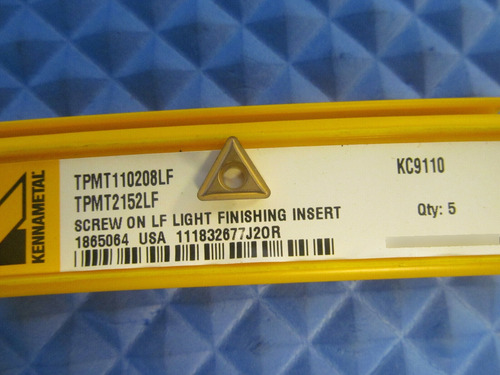 KENNAMETAL
TPMT110208LF
TPMT2152LF
SCREW ON LF LIGHT FINISHING INSERT
1865064 USA 111832677J20R
KC9110
Qty: 5